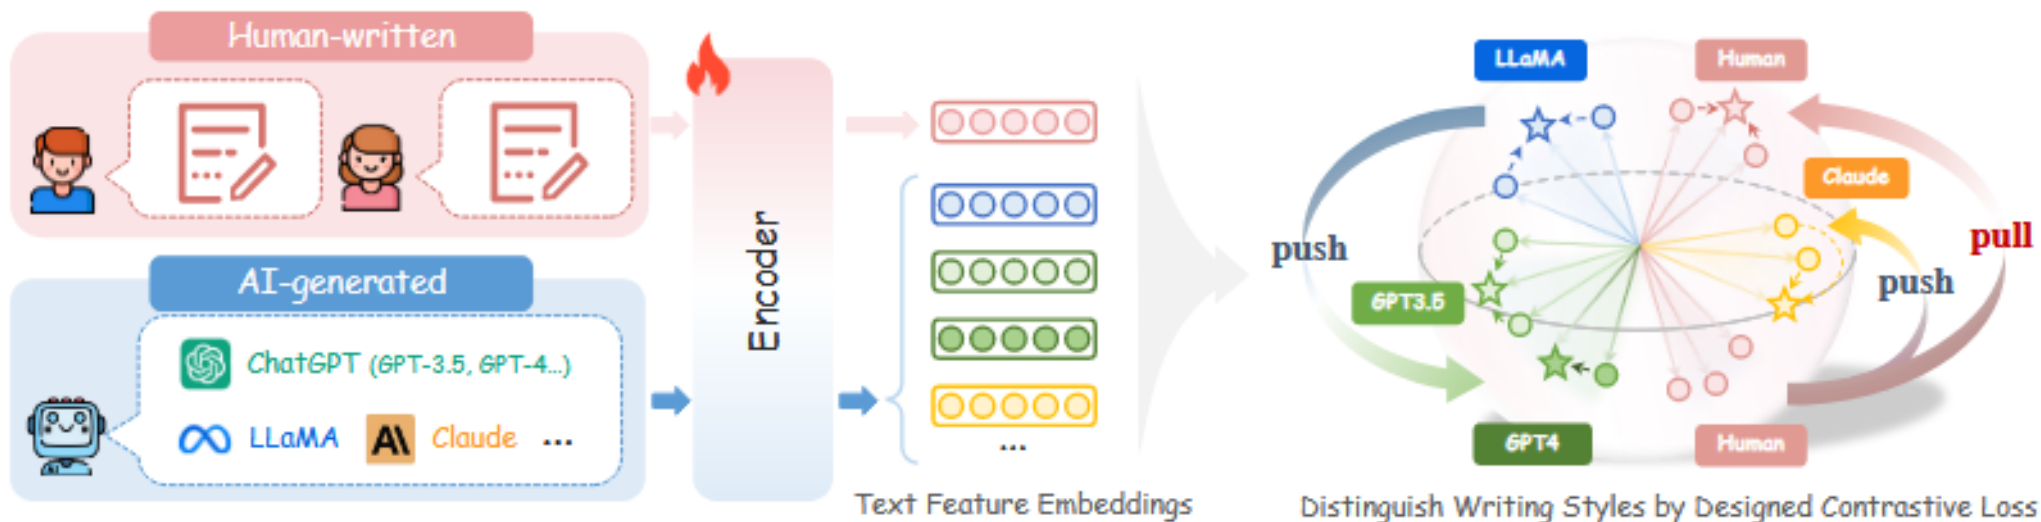 Human-written
AI-generated
ChatGPT (GPT-3.5, GPT-4...)
LLaMA
Claude
...
Encoder
...
Text Feature Embeddings
LLaMA
Human
Claude
push
pull
push
GPT3.5
GPT4
Human
Distinguish Writing Styles by Designed Contrastive Loss